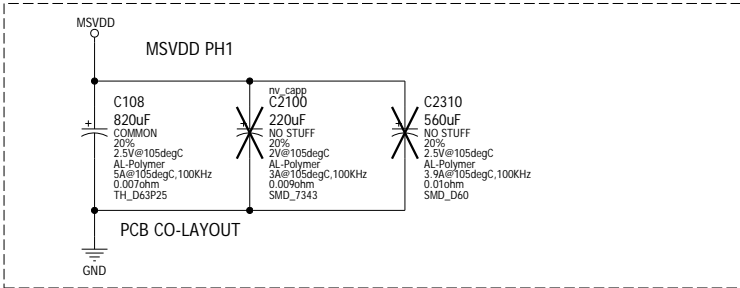 MSVDD
MSVDD PH1
+
C108
820uF
COMMON
20%
2.5V@105degC
AL-Polymer
5A@105degC,100KHz
0.007ohm
TH_D63P25
nv_capp
C2100
+
220uF
NO STUFF
20%
2V@105degC
AL-Polymer
3A@105degC,100KHz
0.009ohm
SMD_7343
C2310
+
560uF
NO STUFF
20%
2.5V@105degC
AL-Polymer
3.9A@105degC,100KHz
0.01ohm
SMD_D60
PCB CO-LAYOUT
GND